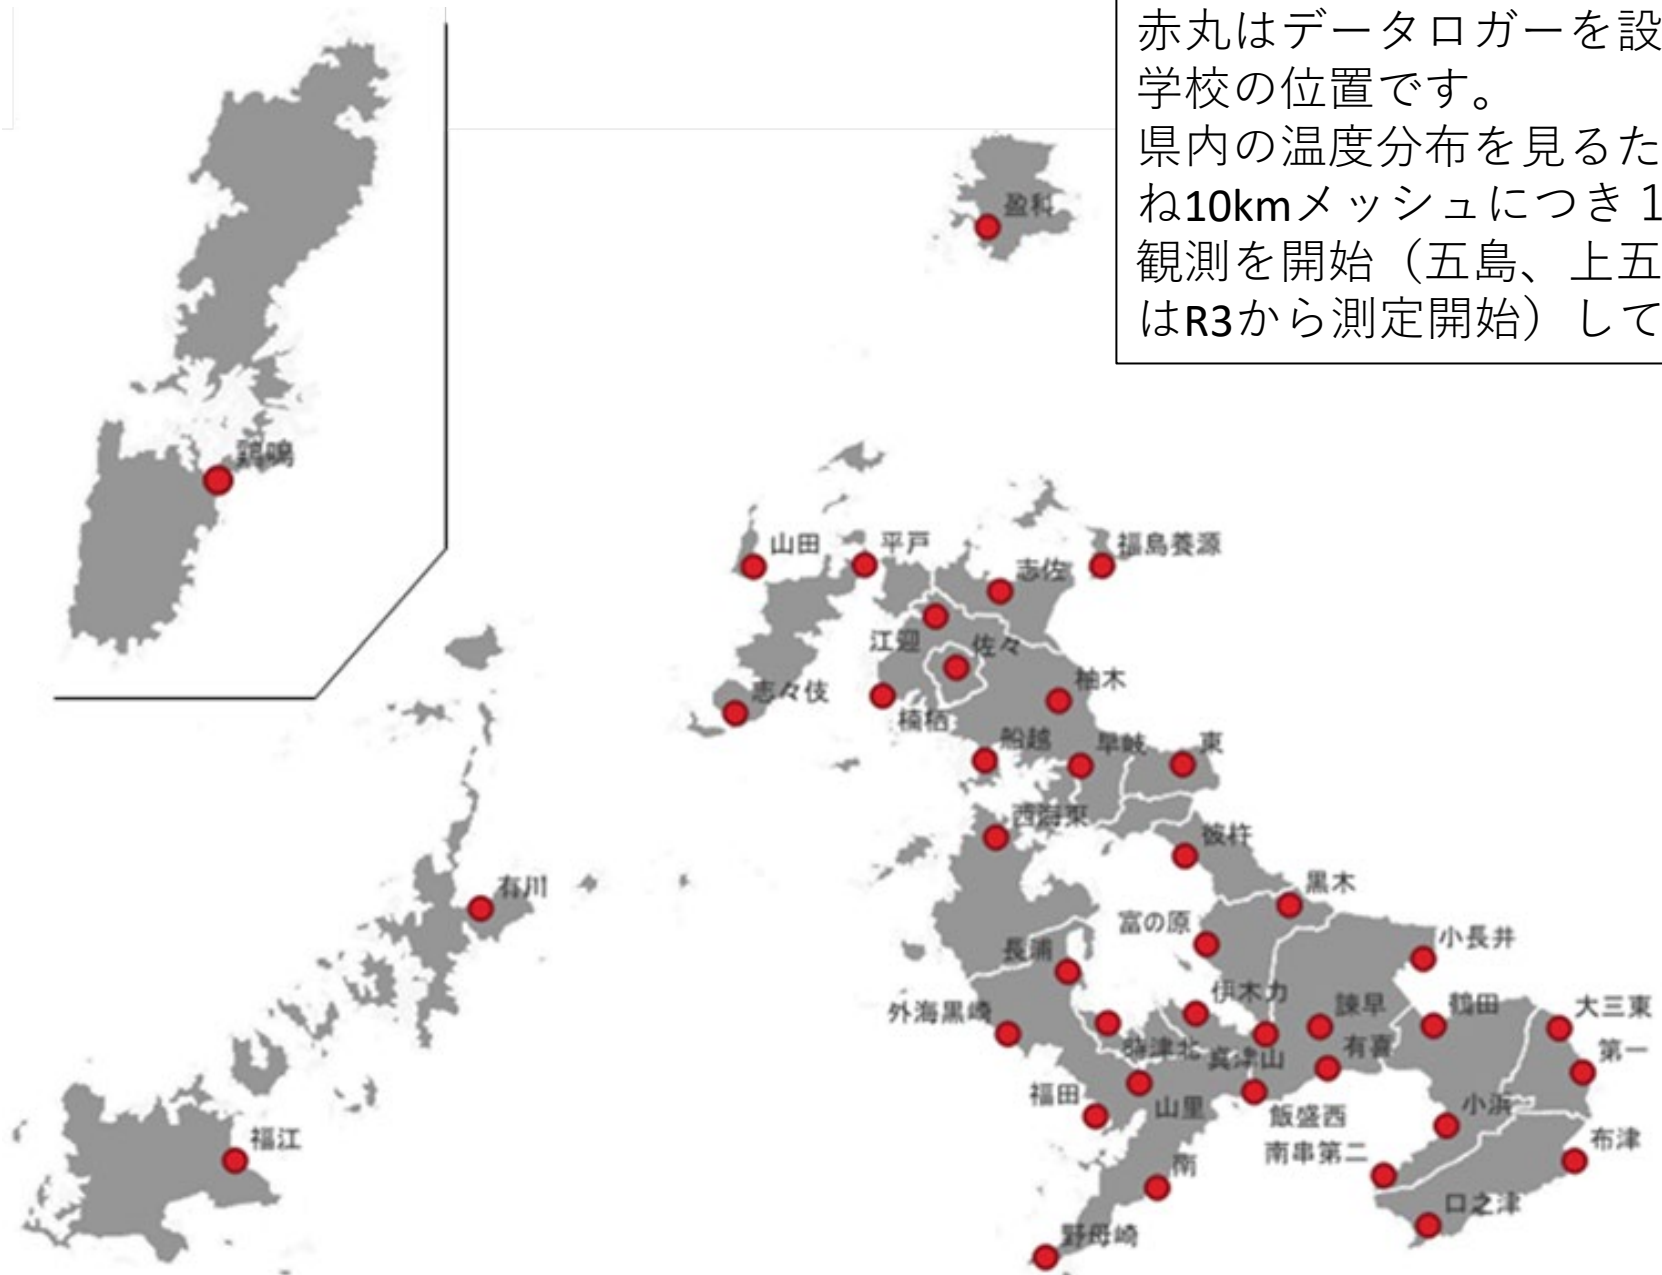 赤丸はデータロガーを設
学校の位置です。
県内の温度分布を見るた
ね10kmメッシュにつき１
観測を開始（五島、上五
はR3から測定開始）して
盈科
鶏鳴
山田
平戸
福島養源
志佐
江迎
佐々
志々伎
柚木
楠栖
船越
早岐
東
西海東
彼杵
有川
黒木
富の原
小長井
長浦
伊木力
諫早
鶴田
大三東
外海黒崎
時津北
真津山
有喜
第一
福田
山里
飯盛西
小浜
福江
南串第二
布津
南
口之津
野母崎